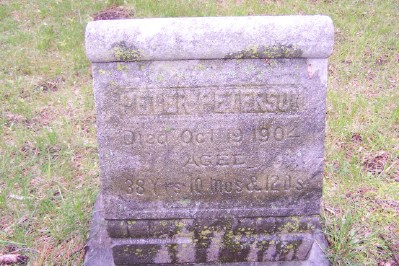 PETER PETERSON
Died Oct. 19 1904
AGED
38 Yrs 10 Mos & 12 Ds